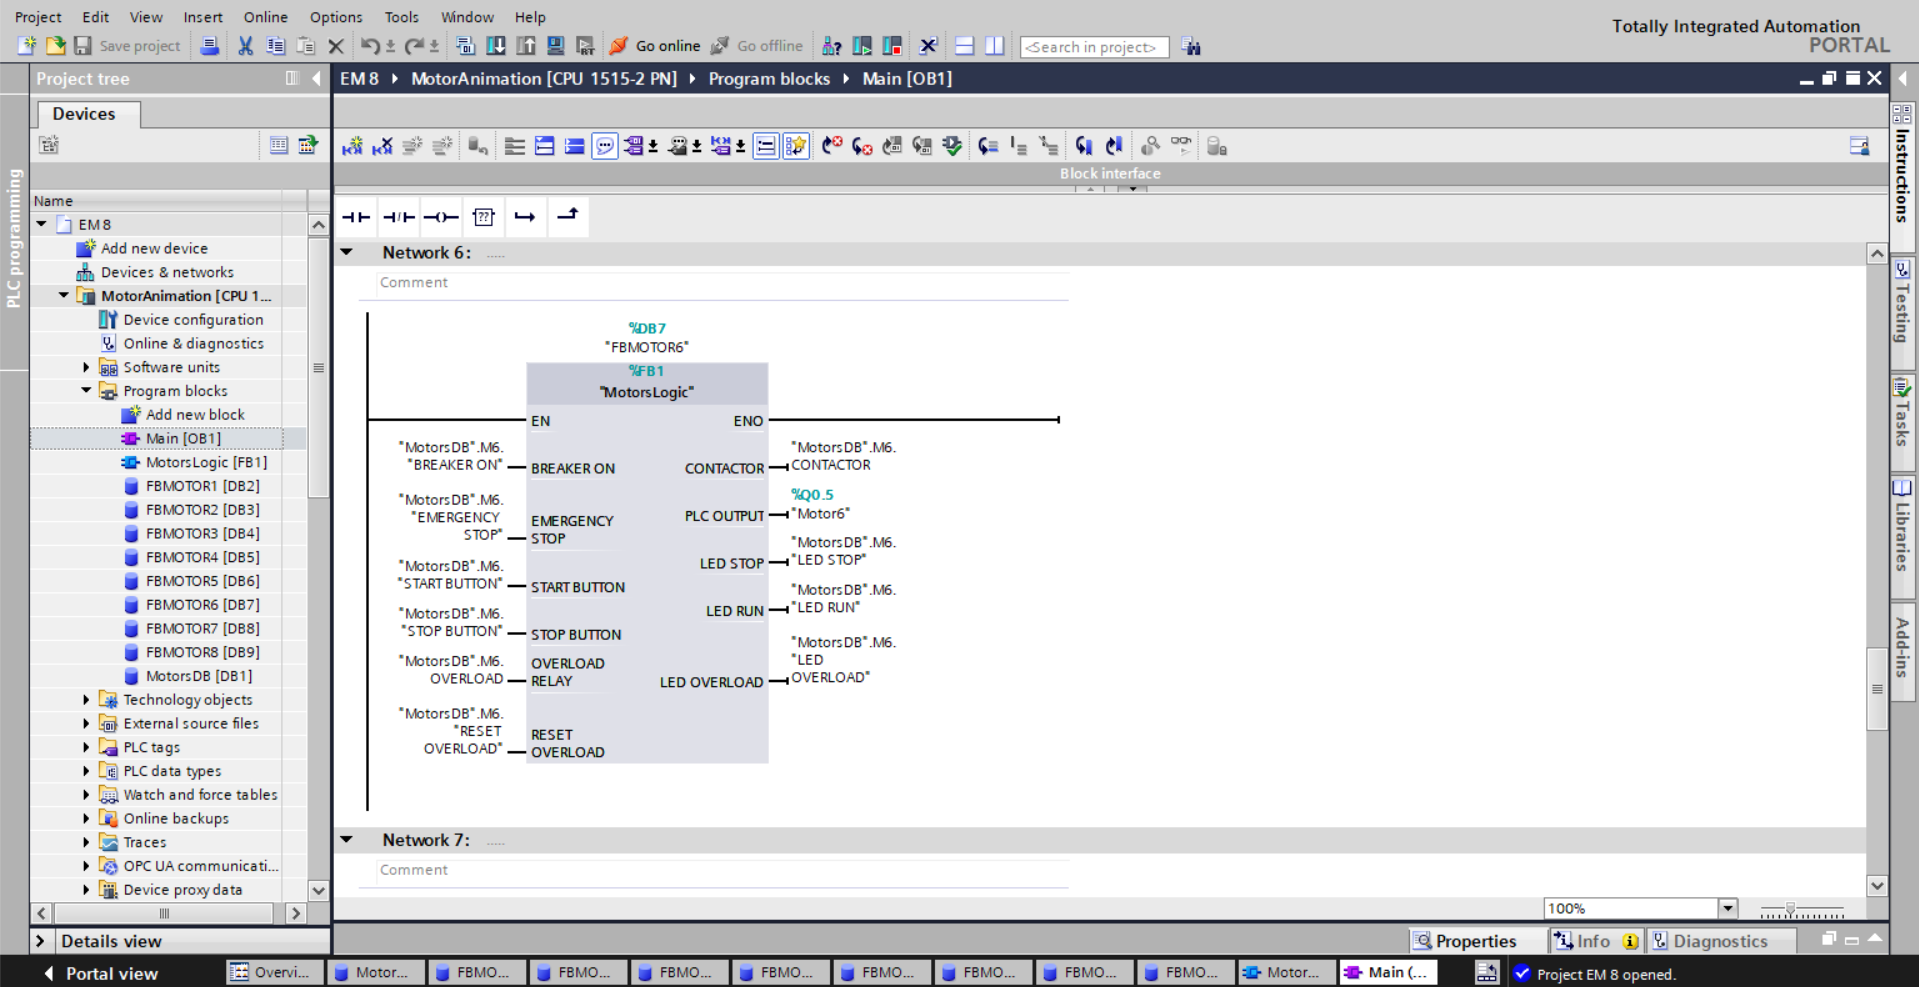 Project Edit View Insert Online Options Tools Window Help
Totally Integrated Automation
PORTAL
Save project
Go online
Go offline
<Search in project>
Project tree
EM 8 MotorAnimation [CPU 1515-2 PN] Program blocks Main [OB1]
Devices
Block interface
Name
EM 8
Add new device
Devices & networks
MotorAnimation [CPU 1...
Device configuration
Online & diagnostics
Software units
Program blocks
Add new block
Main [OB1]
MotorsLogic [FB1]
FBMOTOR1 [DB2]
FBMOTOR2 [DB3]
FBMOTOR3 [DB4]
FBMOTOR4 [DB5]
FBMOTOR5 [DB6]
FBMOTOR6 [DB7]
FBMOTOR7 [DB8]
FBMOTOR8 [DB9]
MotorsDB [DB1]
Technology objects
External source files
PLC tags
PLC data types
Watch and force tables
Online backups
Traces
OPC UA communicati...
Device proxy data
Details view
PLC programming
??
Network 6: .....
Comment
%DB7
"FBMOTOR6"
%FB1
"MotorsLogic"
EN ENO
"MotorsDB".M6.
"BREAKER ON"
BREAKER ON
"MotorsDB".M6.
"EMERGENCY
STOP"
EMERGENCY
STOP
"MotorsDB".M6.
"START BUTTON"
START BUTTON
"MotorsDB".M6.
"STOP BUTTON"
STOP BUTTON
"MotorsDB".M6.
OVERLOAD
OVERLOAD
RELAY
"MotorsDB".M6.
"RESET
OVERLOAD"
RESET
OVERLOAD
CONTACTOR
"MotorsDB".M6.
CONTACTOR
PLC OUTPUT
%Q0.5
"Motor6"
LED STOP
"MotorsDB".M6.
"LED STOP"
LED RUN
"MotorsDB".M6.
"LED RUN"
LED OVERLOAD
"MotorsDB".M6.
"LED
OVERLOAD"
Network 7: .....
Comment
100%
Properties
Info
Diagnostics
Instructions
Testing
Tasks
Libraries
Add-ins
Portal view
Overvi...
Motor...
FBMO...
FBMO...
FBMO...
FBMO...
FBMO...
FBMO...
FBMO...
FBMO...
Motor...
Main (...
Project EM 8 opened.